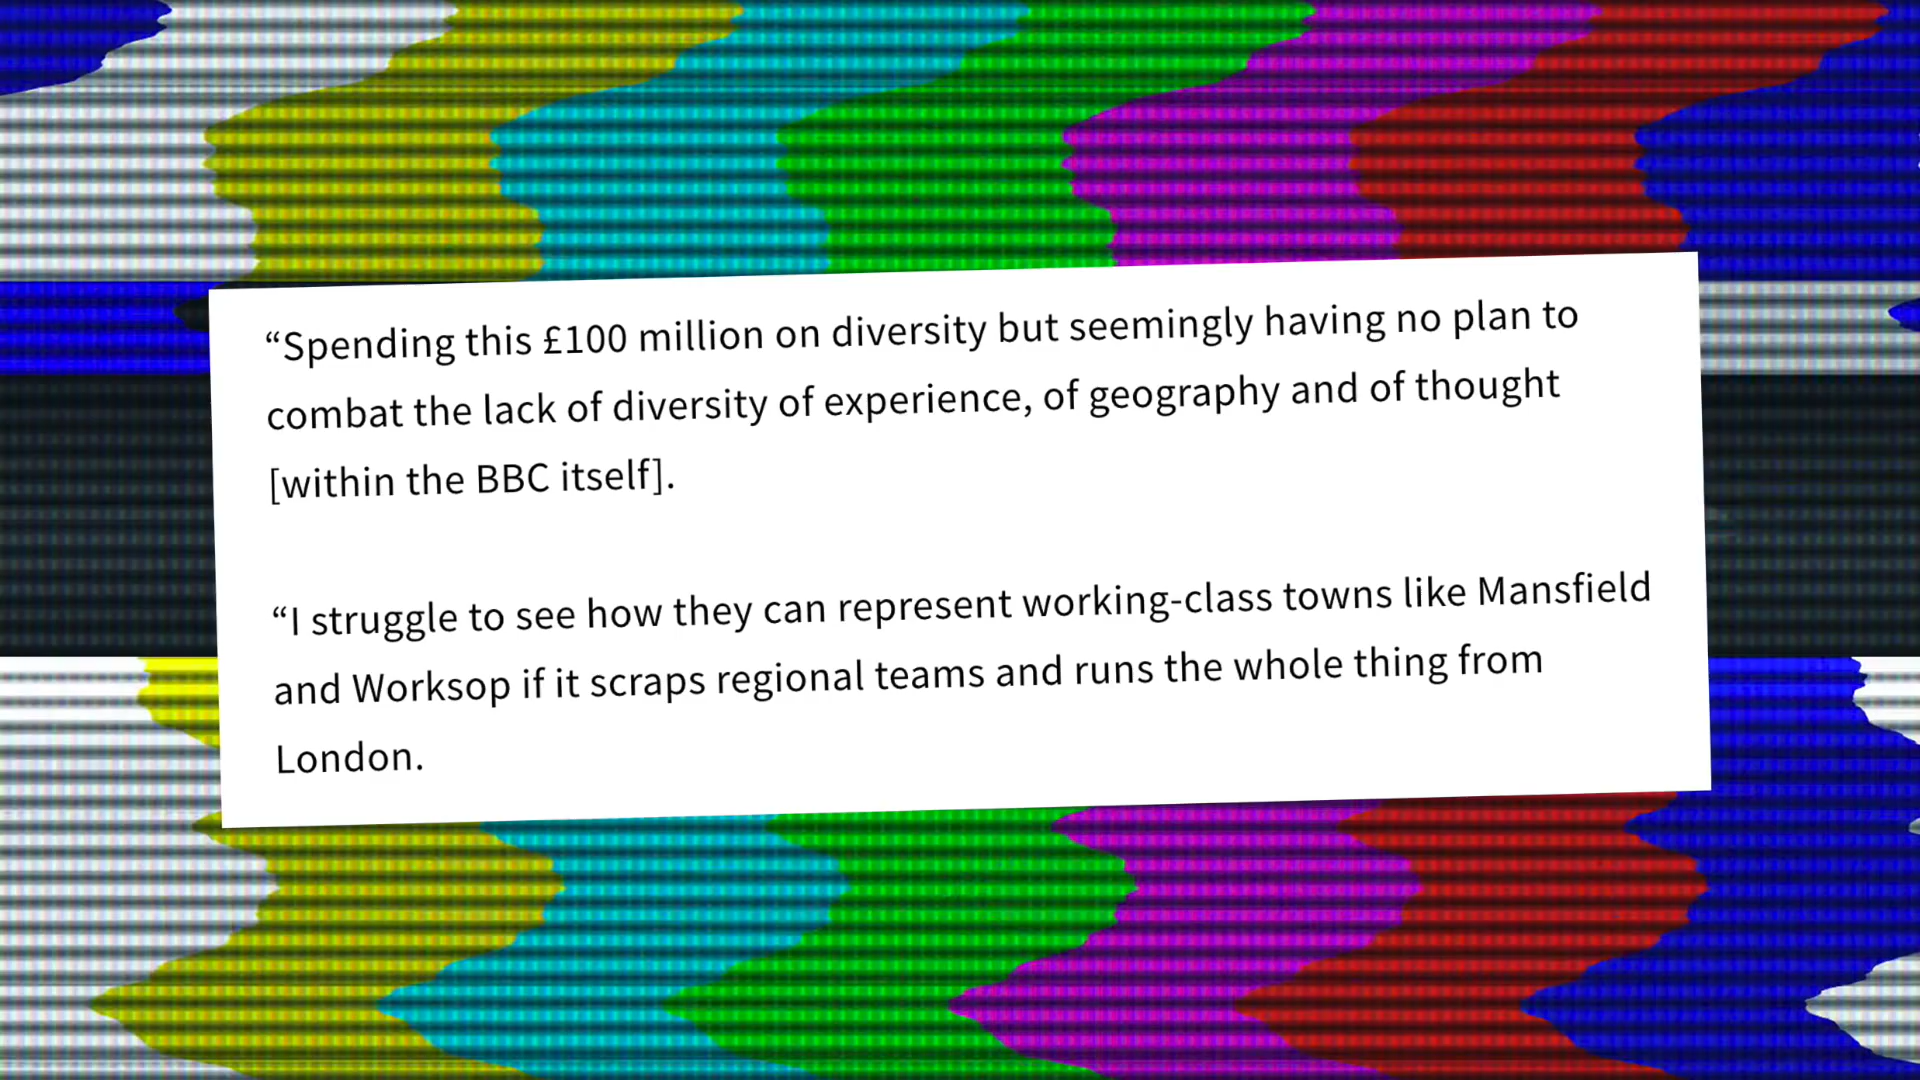 “Spending this £100 million on diversity but seemingly having no plan to
combat the lack of diversity of experience, of geography and of thought
[within the BBC itself].
“I struggle to see how they can represent working-class towns like Mansfield
and Worksop if it scraps regional teams and runs the whole thing from
London.